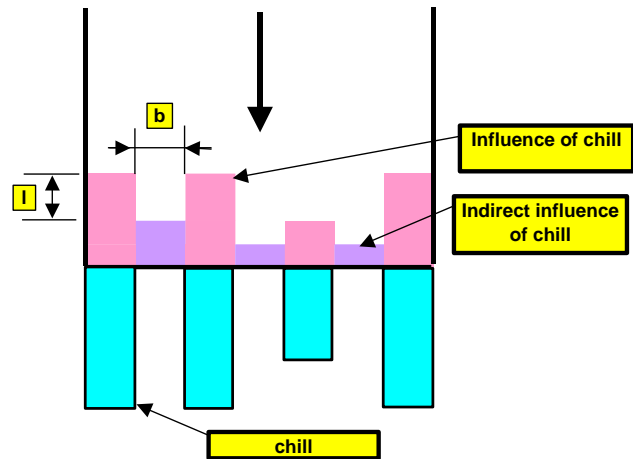 b
Influence of chill
l
Indirect influence
of chill
chill